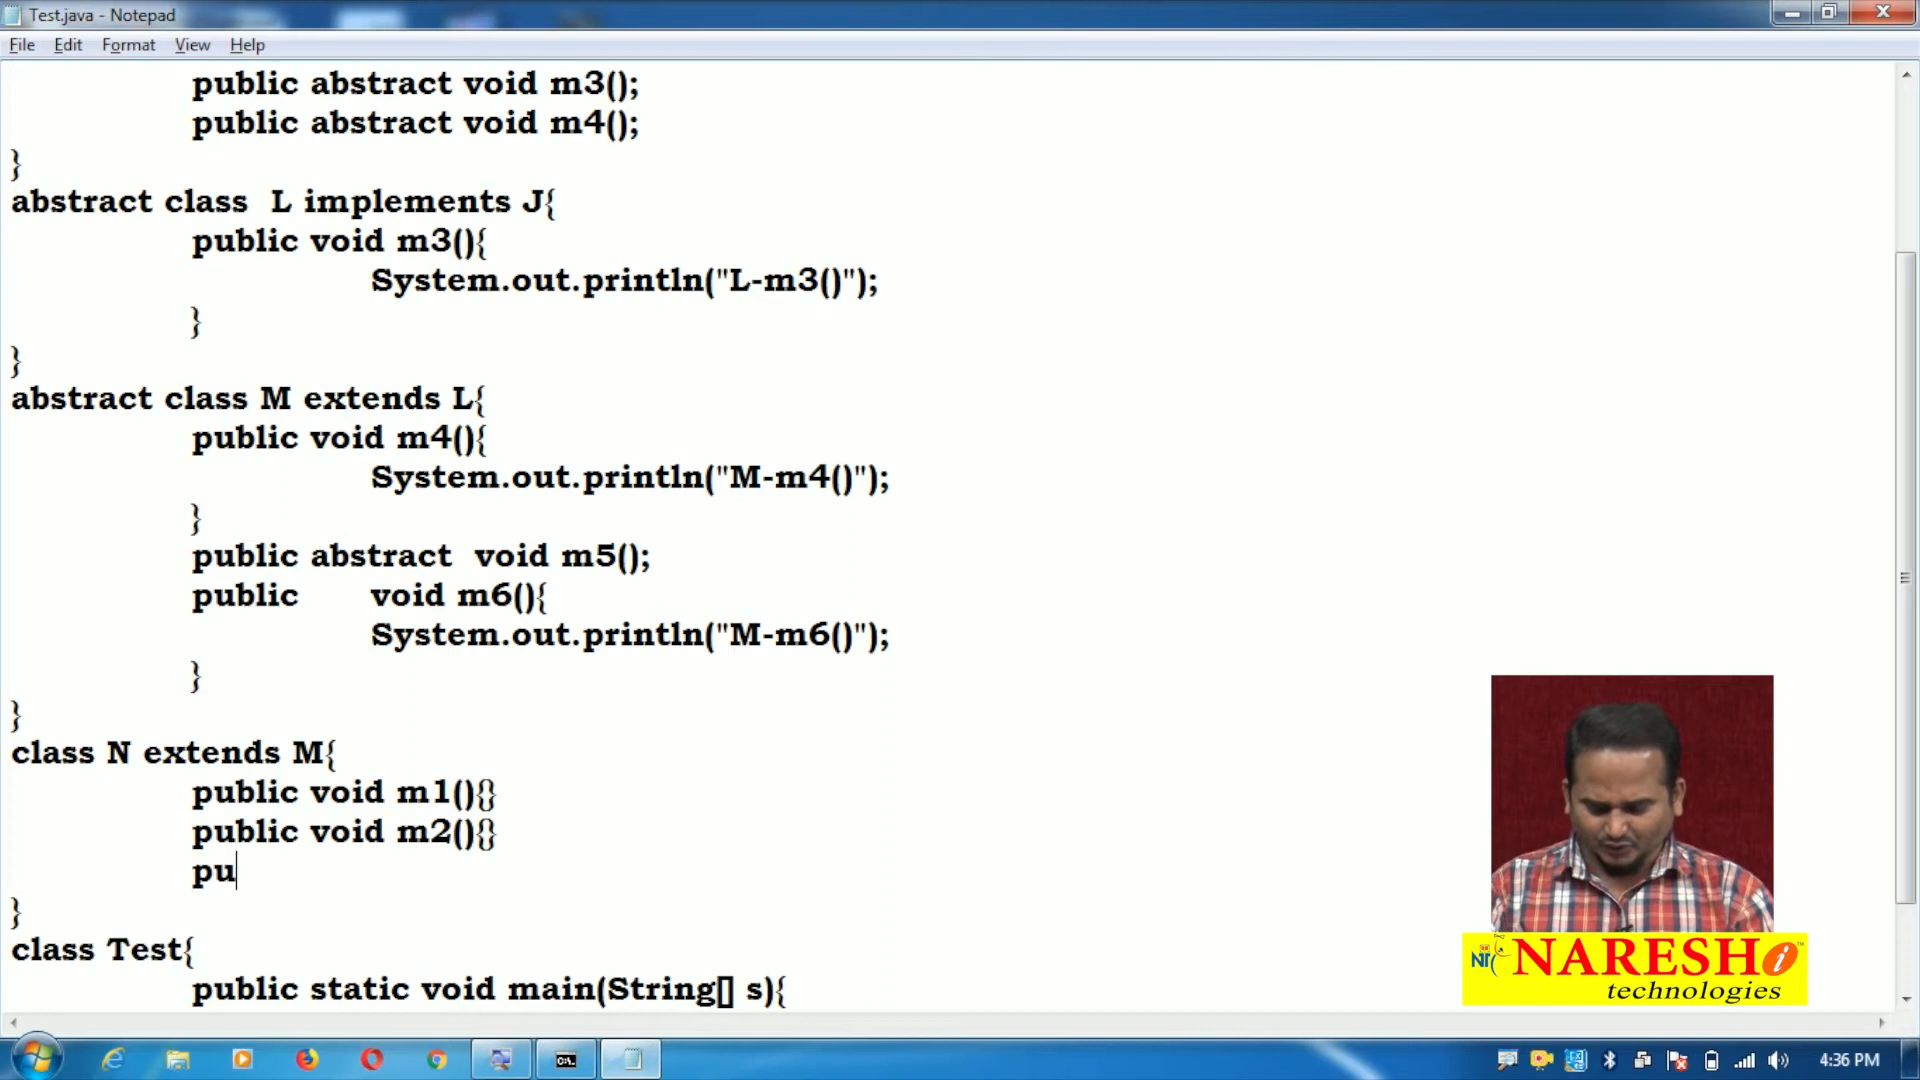 Test.java - Notepad
File Edit Format View Help
public abstract void m3();
public abstract void m4();
}
abstract class  L implements J{
public void m3(){
System.out.println("L-m3()");
}
}
abstract class M extends L{
public void m4(){
System.out.println("M-m4()");
}
public abstract  void m5();
public void m6(){
System.out.println("M-m6()");
}
}
class N extends M{
public void m1(){}
public void m2(){}
pu
}
class Test{
public static void main(String[] s){
NARESH i
technologies
4:36 PM